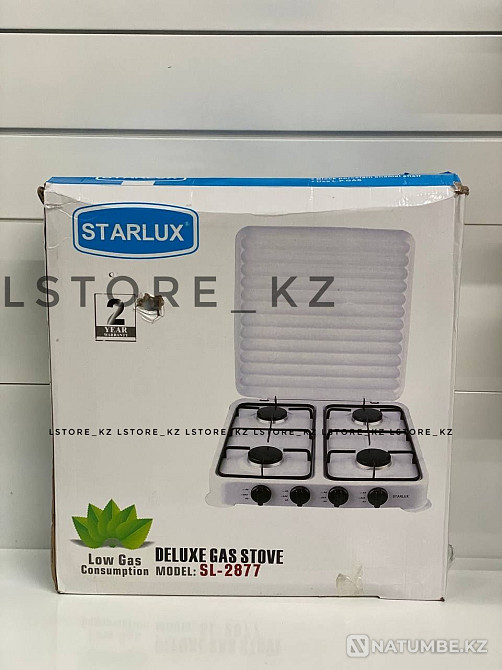 STARLUX
LSTORE_KZ
2
YEAR
WARRANTY
LSTORE_KZ LSTORE_KZ LSTORE_KZ LSTORE_KZ LSTORE_KZ LSTORE_KZ
STARLUX
Low Gas
Consumption
DELUXE GAS STOVE
MODEL: SL-2877
NATUMBE.KZ